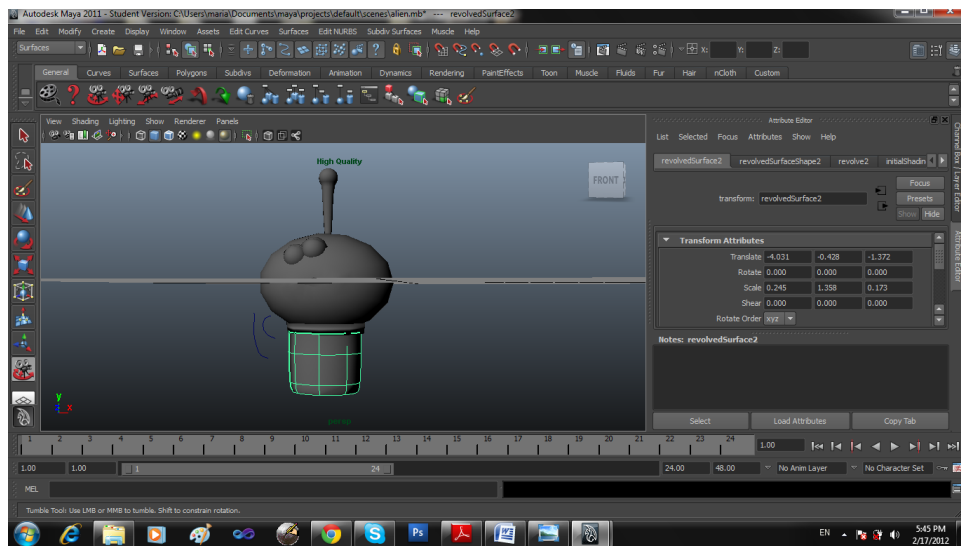 Autodesk Maya 2011 - Student Version: C:\Users\maria\Documents\maya\projects\default\scenes\alien.mb* --- revolvedSurface2
File Edit Modify Create Display Window Assets Edit Curves Surfaces Edit NURBS Subdiv Surfaces Muscle Help
Surfaces X: Y: Z:
General Curves Surfaces Polygons Subdivs Deformation Animation Dynamics Rendering PaintEffects Toon Muscle Fluids Fur Hair nCloth Custom
View Shading Lighting Show Renderer Panels
High Quality
FRONT
y
x
persp
Attribute Editor
List Selected Focus Attributes Show Help
revolvedSurface2 revolvedSurfaceShape2 revolve2 initialShadin
transform: revolvedSurface2
Focus
Presets
Show Hide
Transform Attributes
Translate -4.031 -0.428 -1.372
Rotate 0.000 0.000 0.000
Scale 0.245 1.358 0.173
Shear 0.000 0.000 0.000
Rotate Order xyz
Notes: revolvedSurface2
Select Load Attributes Copy Tab
Channel Box / Layer Editor
Attribute Editor
1 2 3 4 5 6 7 8 9 10 11 12 13 14 15 16 17 18 19 20 21 22 23 24 1.00
1.00 1.00 1 24 24.00 48.00 No Anim Layer No Character Set
MEL
Tumble Tool: Use LMB or MMB to tumble. Shift to constrain rotation.
Ps W EN 5:45 PM
2/17/2012